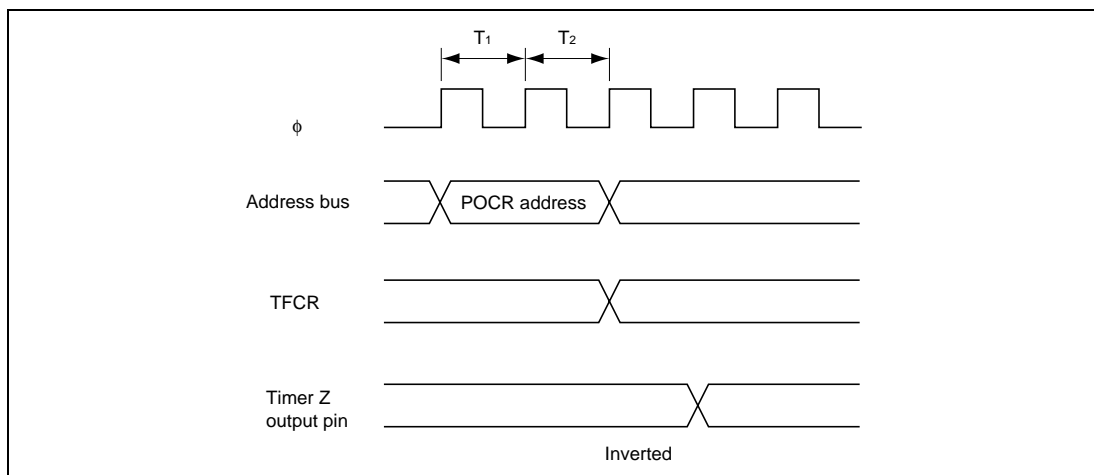 T1 T2
ϕ
Address bus POCR address
TFCR
Timer Z
output pin
Inverted